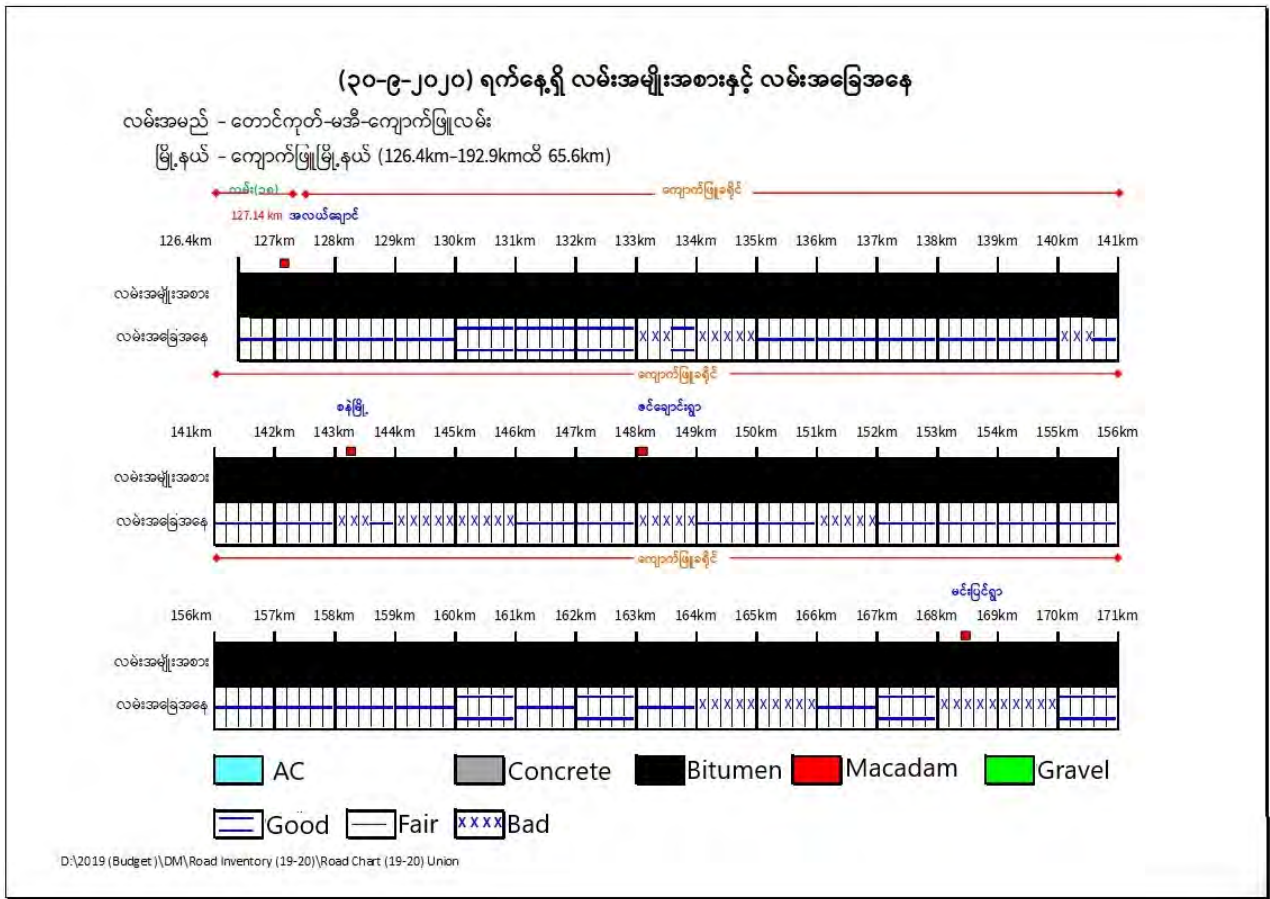 (၃၀-၉-၂၀၂၀) ရက်နေ့ရှိ လမ်းအမျိုးအစားနှင့် လမ်းအခြေအနေ
လမ်းအမည် - တောင်ကုတ်-မအီ-ကျောက်ဖြူလမ်း
မြို့နယ် - ကျောက်ဖြူမြို့နယ် (126.4km-192.9kmထိ 65.6km)
လမ်း(၁၈) ကျောက်ဖြူခရိုင်
127.14 km အလယ်ချောင်
126.4km 127km 128km 129km 130km 131km 132km 133km 134km 135km 136km 137km 138km 139km 140km 141km
လမ်းအမျိုးအစား
လမ်းအခြေအနေ X X X X X X X X X X X
ကျောက်ဖြူခရိုင်
စနဲမြို့ ဇင်ချောင်းရွာ
141km 142km 143km 144km 145km 146km 147km 148km 149km 150km 151km 152km 153km 154km 155km 156km
လမ်းအမျိုးအစား
လမ်းအခြေအနေ X X X X X X X X X X X X X X X X X X X X X X X
ကျောက်ဖြူခရိုင်
မင်းပြင်ရွာ
156km 157km 158km 159km 160km 161km 162km 163km 164km 165km 166km 167km 168km 169km 170km 171km
လမ်းအမျိုးအစား
လမ်းအခြေအနေ X X X X X X X X X X X X X X X X X X X X
AC Concrete Bitumen Macadam Gravel
Good Fair X X X X Bad
D:\2019 (Budget)\DM\Road Inventory (19-20)\Road Chart (19-20) Union